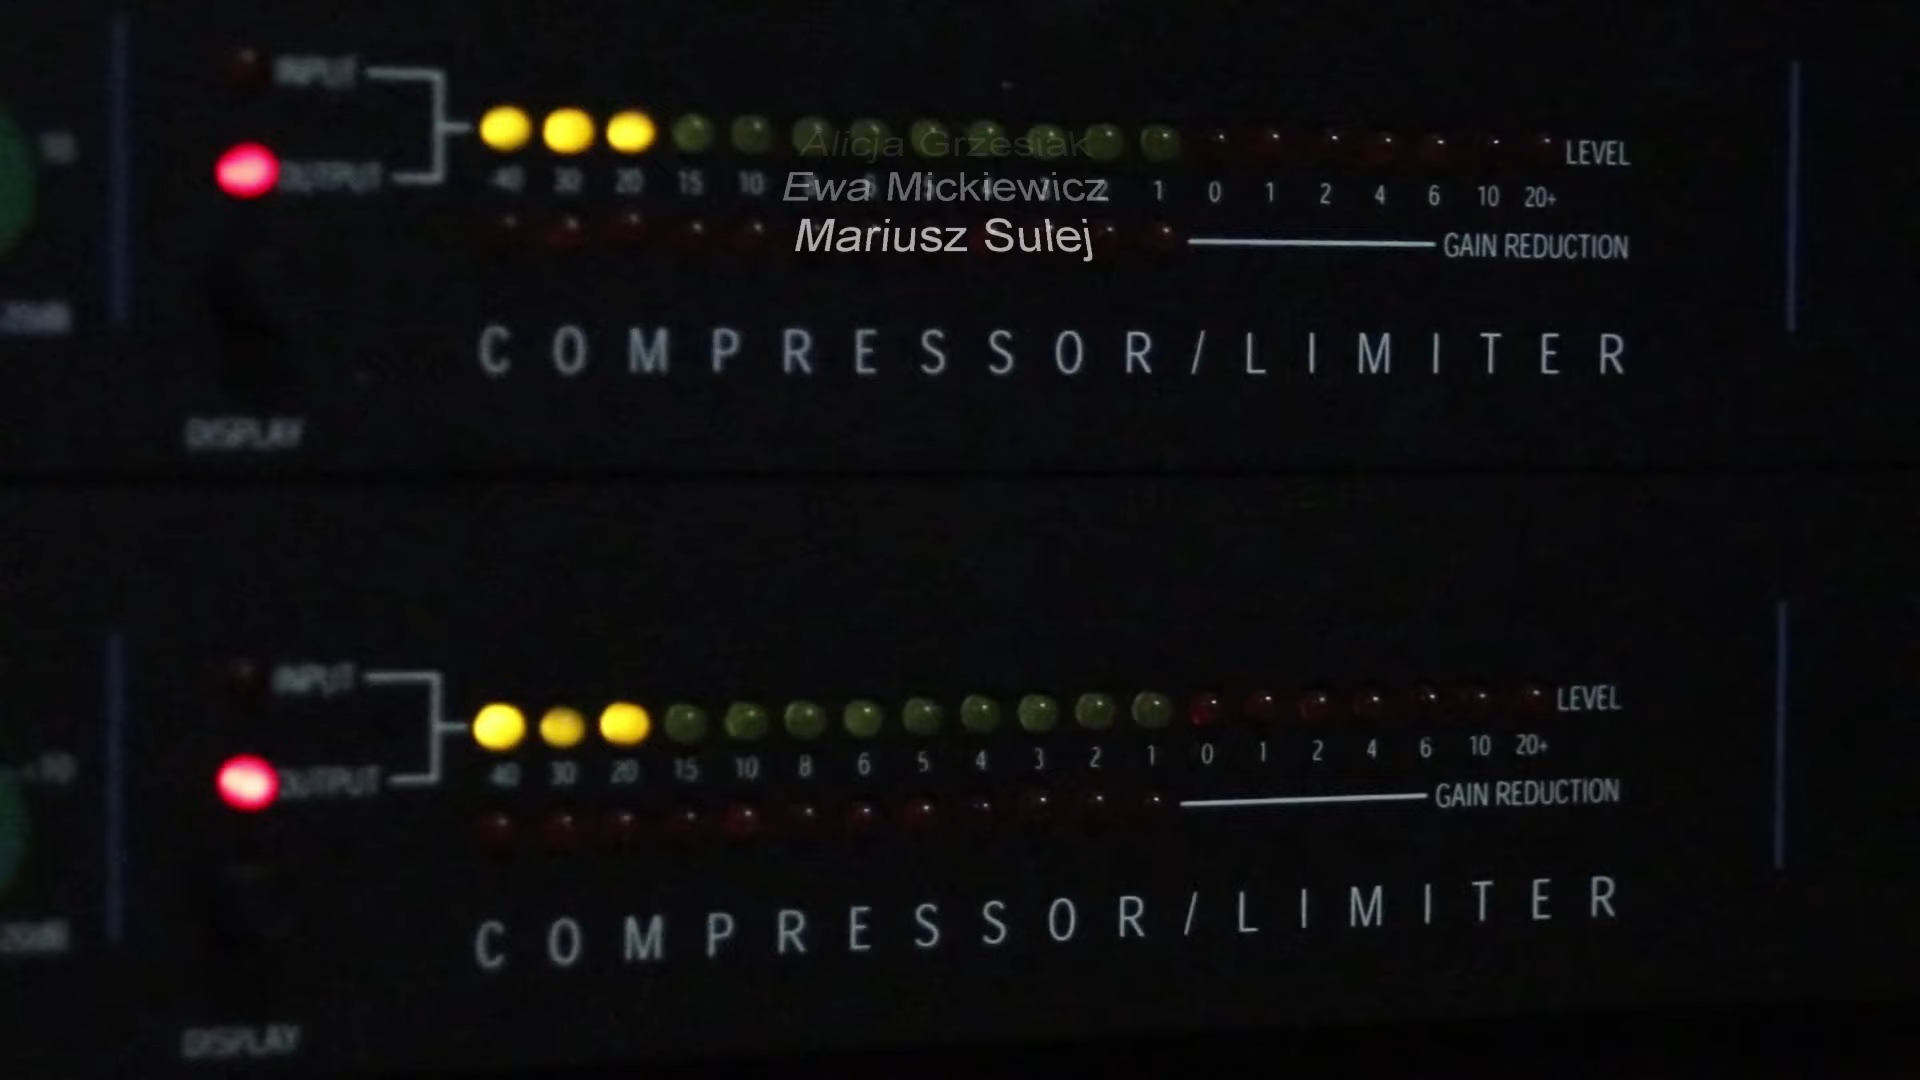 INPUT
Alicja Grzesiak
LEVEL
OUTPUT
40 30 20 15 10
1 0 1 2 4 6 10 20+
Ewa Mickiewicz
Mariusz Sulej
GAIN REDUCTION
COMPRESSOR/LIMITER
DISPLAY
INPUT
LEVEL
OUTPUT
40 30 20 15 10 8 6 5 4 3 2 1 0 1 2 4 6 10 20+
GAIN REDUCTION
COMPRESSOR/LIMITER
DISPLAY